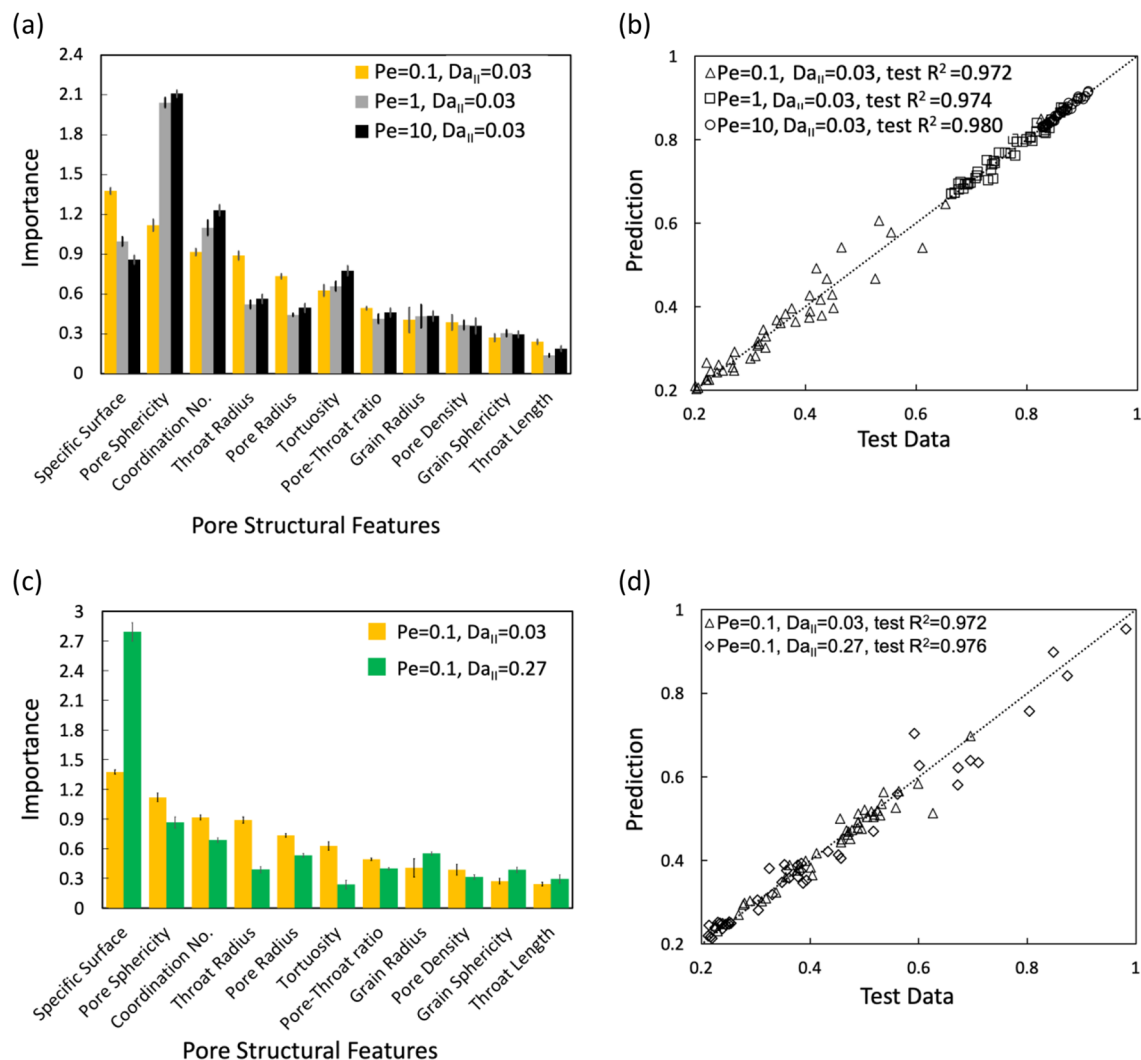 (a)
2.4
2.1
1.8
1.5
1.2
0.9
0.6
0.3
0
Importance
Pe=0.1, Da_II=0.03
Pe=1, Da_II=0.03
Pe=10, Da_II=0.03
Specific Surface
Pore Sphericity
Coordination No.
Throat Radius
Pore Radius
Tortuosity
Pore-Throat ratio
Grain Radius
Pore Density
Grain Sphericity
Throat Length
Pore Structural Features
(b)
1
0.8
0.6
0.4
0.2
Prediction
Pe=0.1, Da_II=0.03, test R²=0.972
Pe=1, Da_II=0.03, test R²=0.974
Pe=10, Da_II=0.03, test R²=0.980
0.2 0.4 0.6 0.8 1
Test Data
(c)
3
2.7
2.4
2.1
1.8
1.5
1.2
0.9
0.6
0.3
0
Importance
Pe=0.1, Da_II=0.03
Pe=0.1, Da_II=0.27
Specific Surface
Pore Sphericity
Coordination No.
Throat Radius
Pore Radius
Tortuosity
Pore-Throat ratio
Grain Radius
Pore Density
Grain Sphericity
Throat Length
Pore Structural Features
(d)
1
0.8
0.6
0.4
0.2
Prediction
Pe=0.1, Da_II=0.03, test R²=0.972
Pe=0.1, Da_II=0.27, test R²=0.976
0.2 0.4 0.6 0.8 1
Test Data